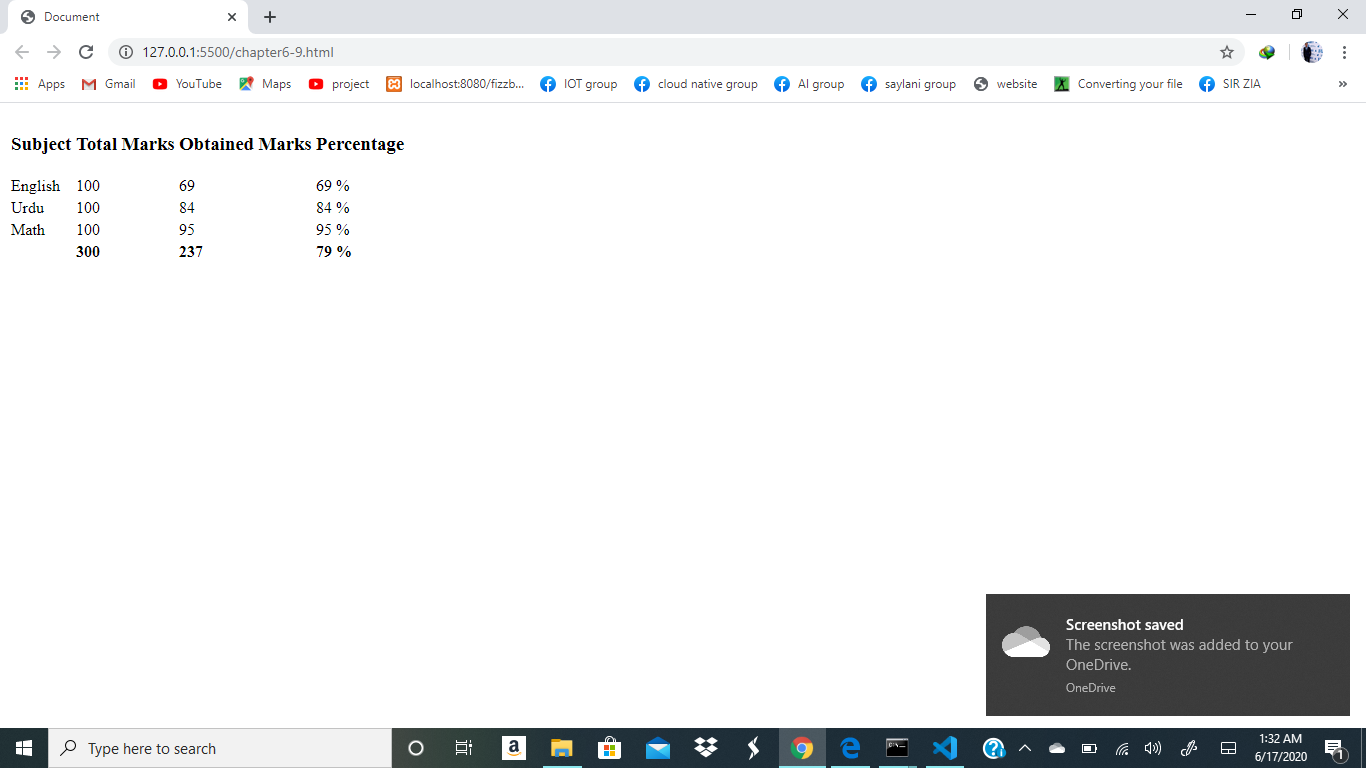 Document
127.0.0.1:5500/chapter6-9.html
Apps Gmail YouTube Maps project localhost:8080/fizzb... IOT group cloud native group AI group saylani group website Converting your file SIR ZIA »
Subject Total Marks Obtained Marks Percentage
English 100 69 69 %
Urdu 100 84 84 %
Math 100 95 95 %
300 237 79 %
Screenshot saved
The screenshot was added to your
OneDrive.
OneDrive
Type here to search
1:32 AM
6/17/2020
1